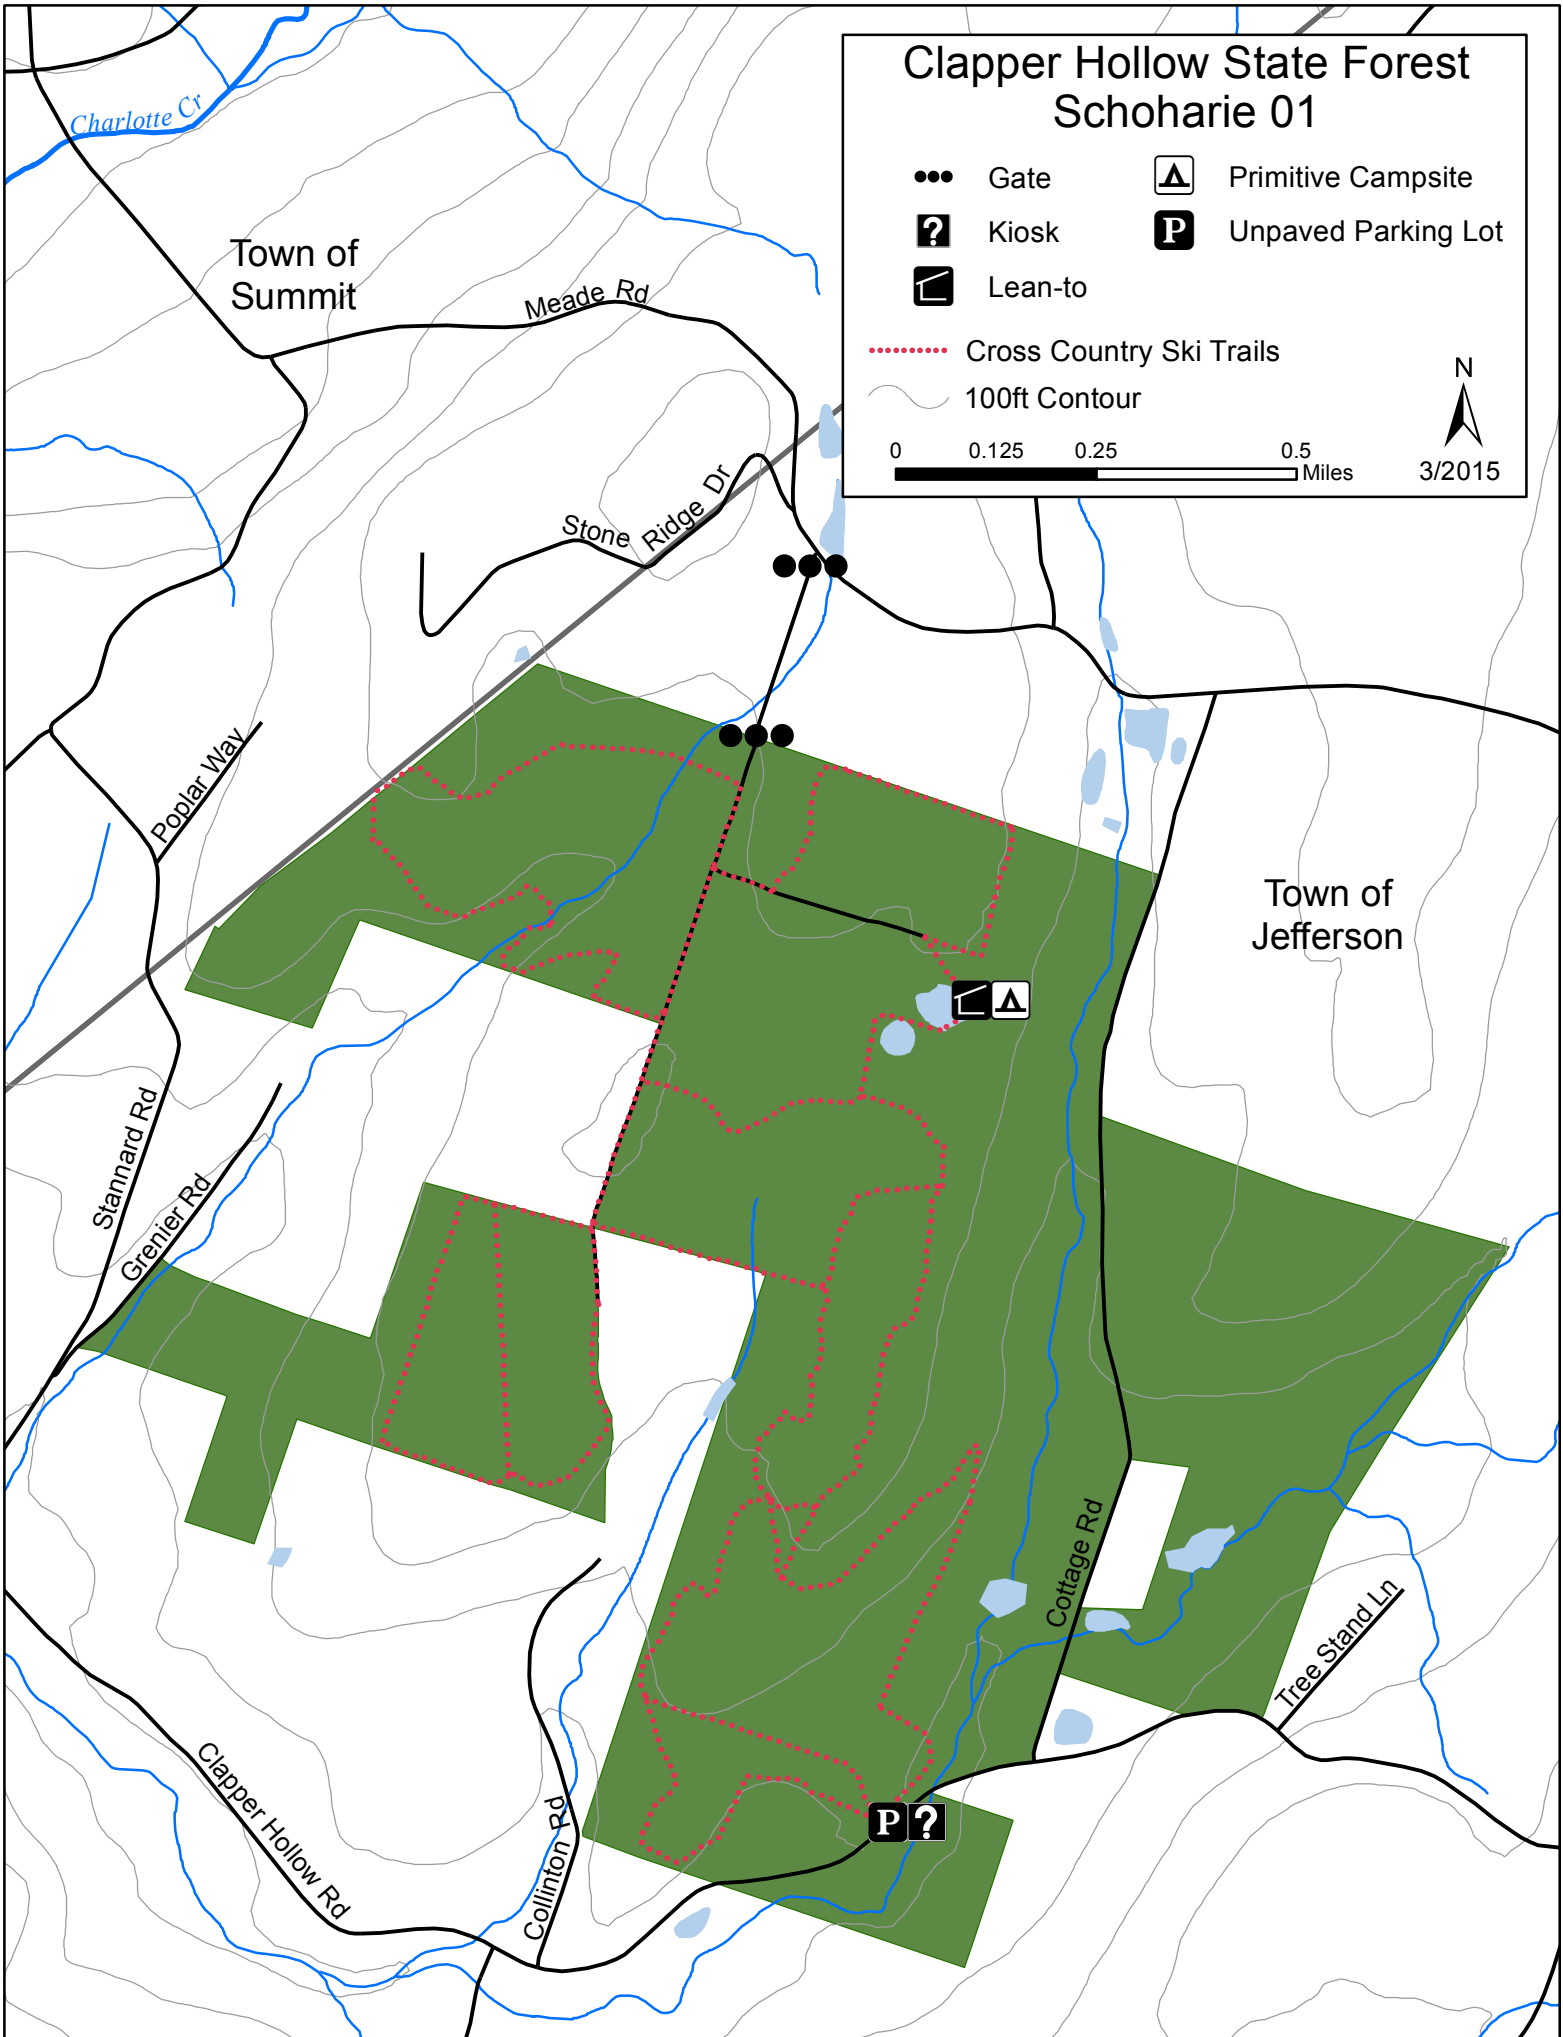 Clapper Hollow State Forest
Schoharie 01
Gate
Primitive Campsite
?
Kiosk
P
Unpaved Parking Lot
Lean-to
Cross Country Ski Trails
100ft Contour
N
0 0.125 0.25 0.5
Miles
3/2015
Charlotte Cr
Town of
Summit
Meade Rd
Stone Ridge Dr
Poplar Way
Town of
Jefferson
Stannard Rd
Grenier Rd
Cottage Rd
Tree Stand Ln
Clapper Hollow Rd
Collinton Rd
P ?